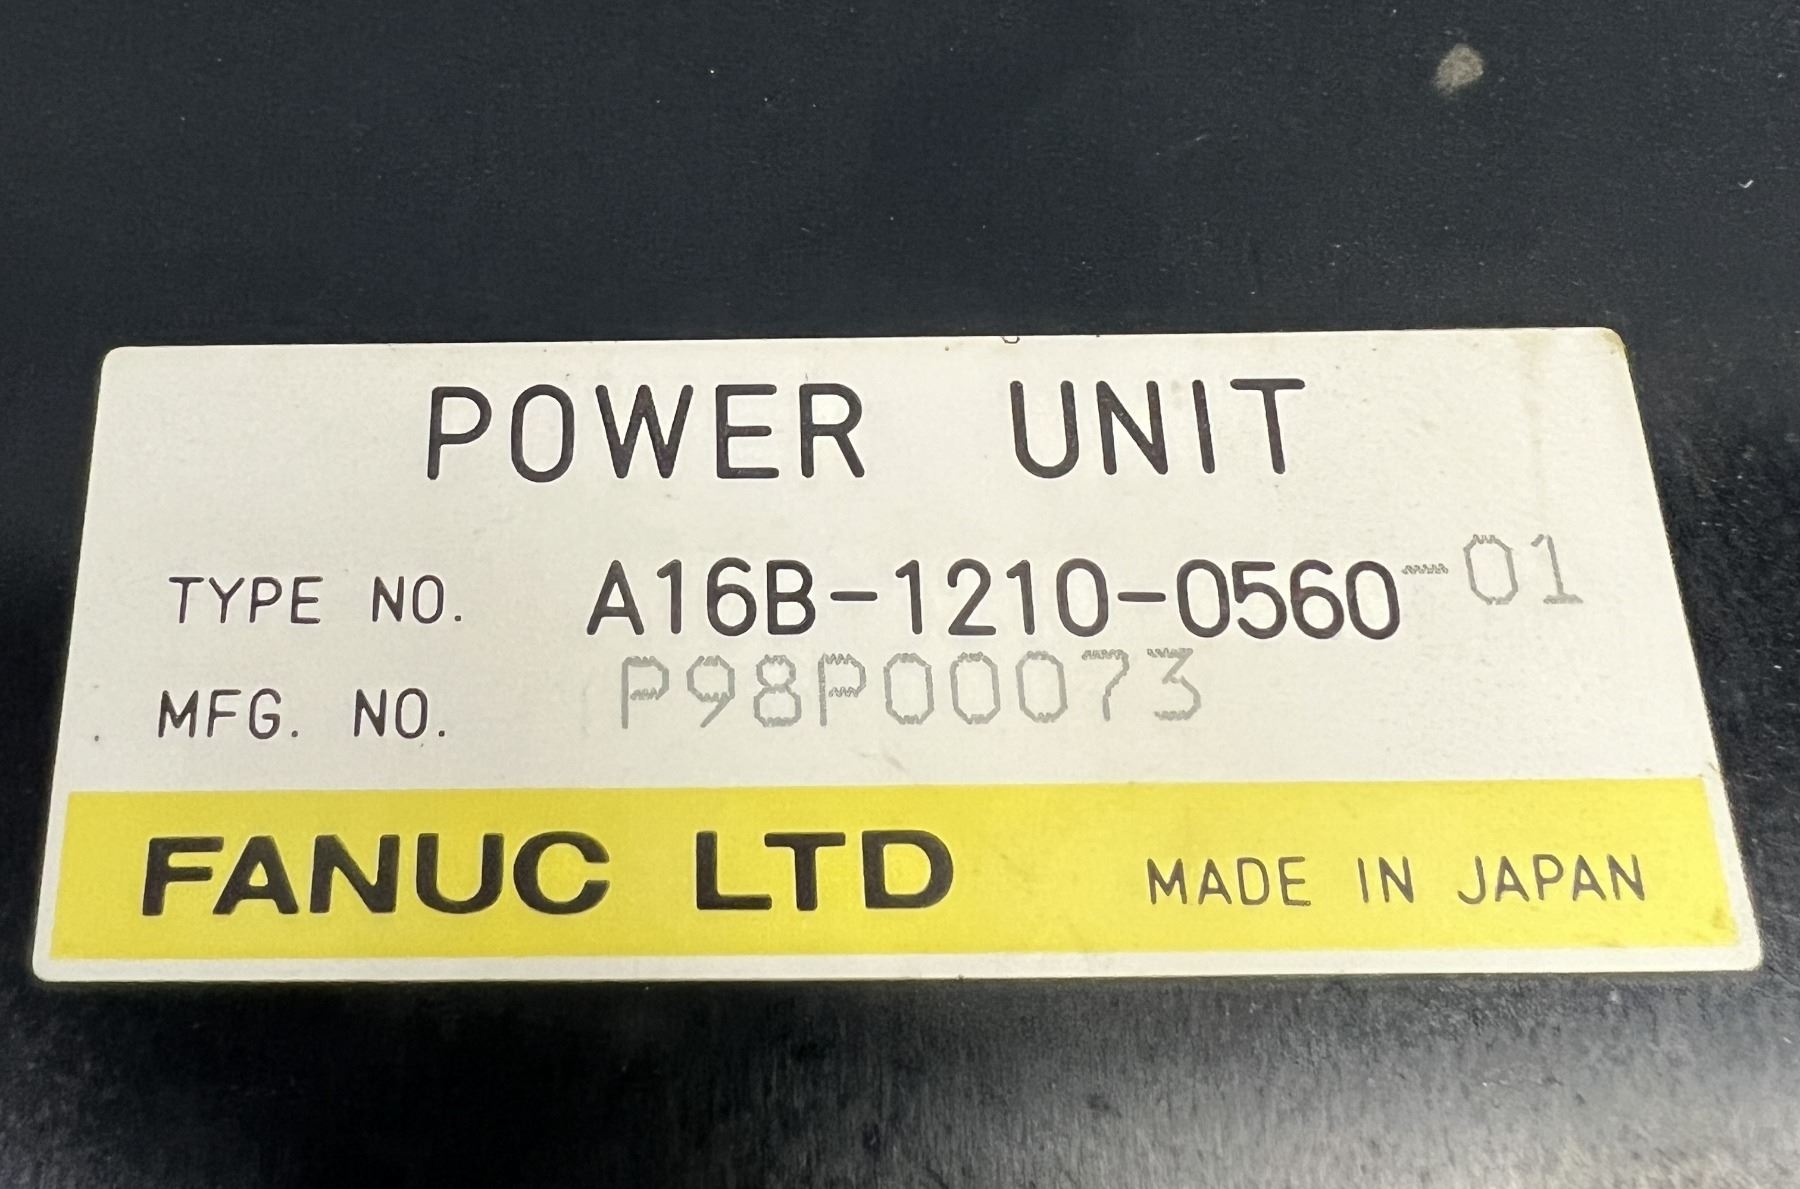 POWER UNIT
TYPE NO. A16B-1210-0560-01
MFG. NO. P98P00073
FANUC LTD MADE IN JAPAN